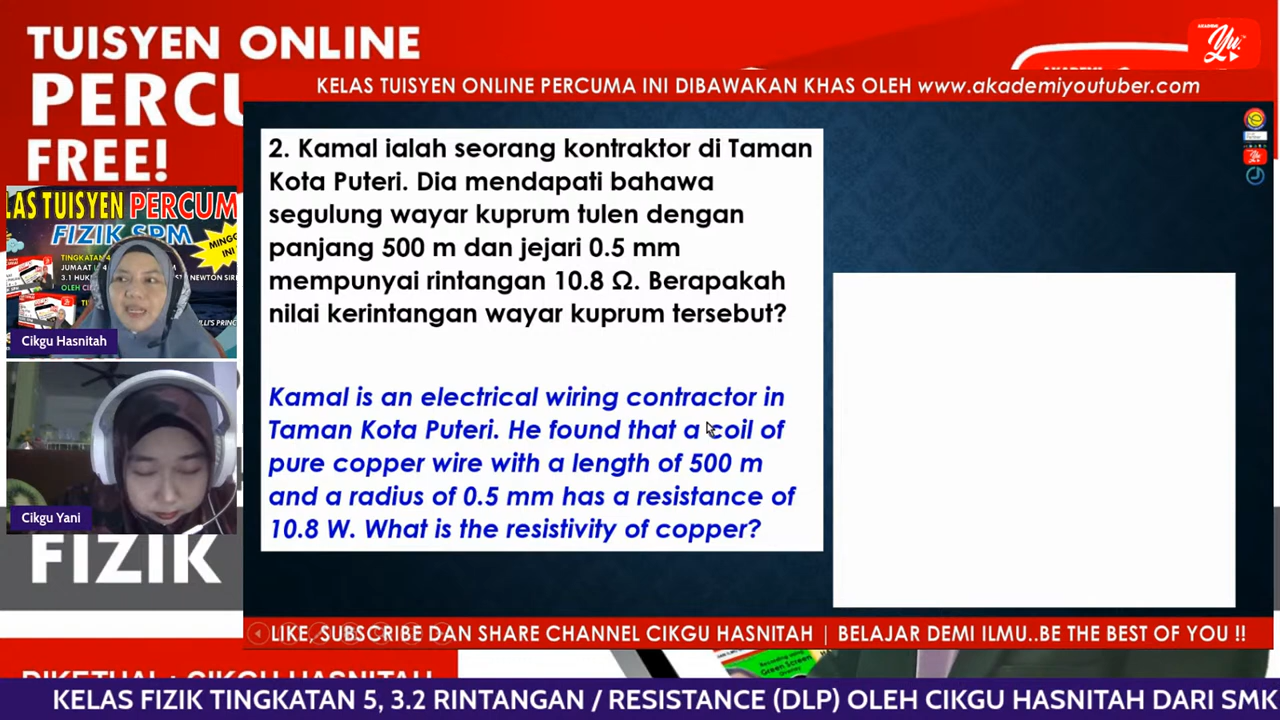 TUISYEN ONLINE
FREE!
KELAS TUISYEN ONLINE PERCUMA INI DIBAWAKAN KHAS OLEH www.akademiyoutuber.com
2. Kamal ialah seorang kontraktor di Taman
Kota Puteri. Dia mendapati bahawa
segulung wayar kuprum tulen dengan
panjang 500 m dan jejari 0.5 mm
mempunyai rintangan 10.8 Ω. Berapakah
nilai kerintangan wayar kuprum tersebut?
Kamal is an electrical wiring contractor in
Taman Kota Puteri. He found that a coil of
pure copper wire with a length of 500 m
and a radius of 0.5 mm has a resistance of
10.8 W. What is the resistivity of copper?
TUISYEN PERCUM
FIZIK SPM
MINGG
INI
TINGKATAN 4
Cikgu Hasnitah
Cikgu Yani
FIZIK
LIKE, SUBSCRIBE DAN SHARE CHANNEL CIKGU HASNITAH | BELAJAR DEMI ILMU..BE THE BEST OF YOU !!
KELAS FIZIK TINGKATAN 5, 3.2 RINTANGAN / RESISTANCE (DLP) OLEH CIKGU HASNITAH DARI SMK